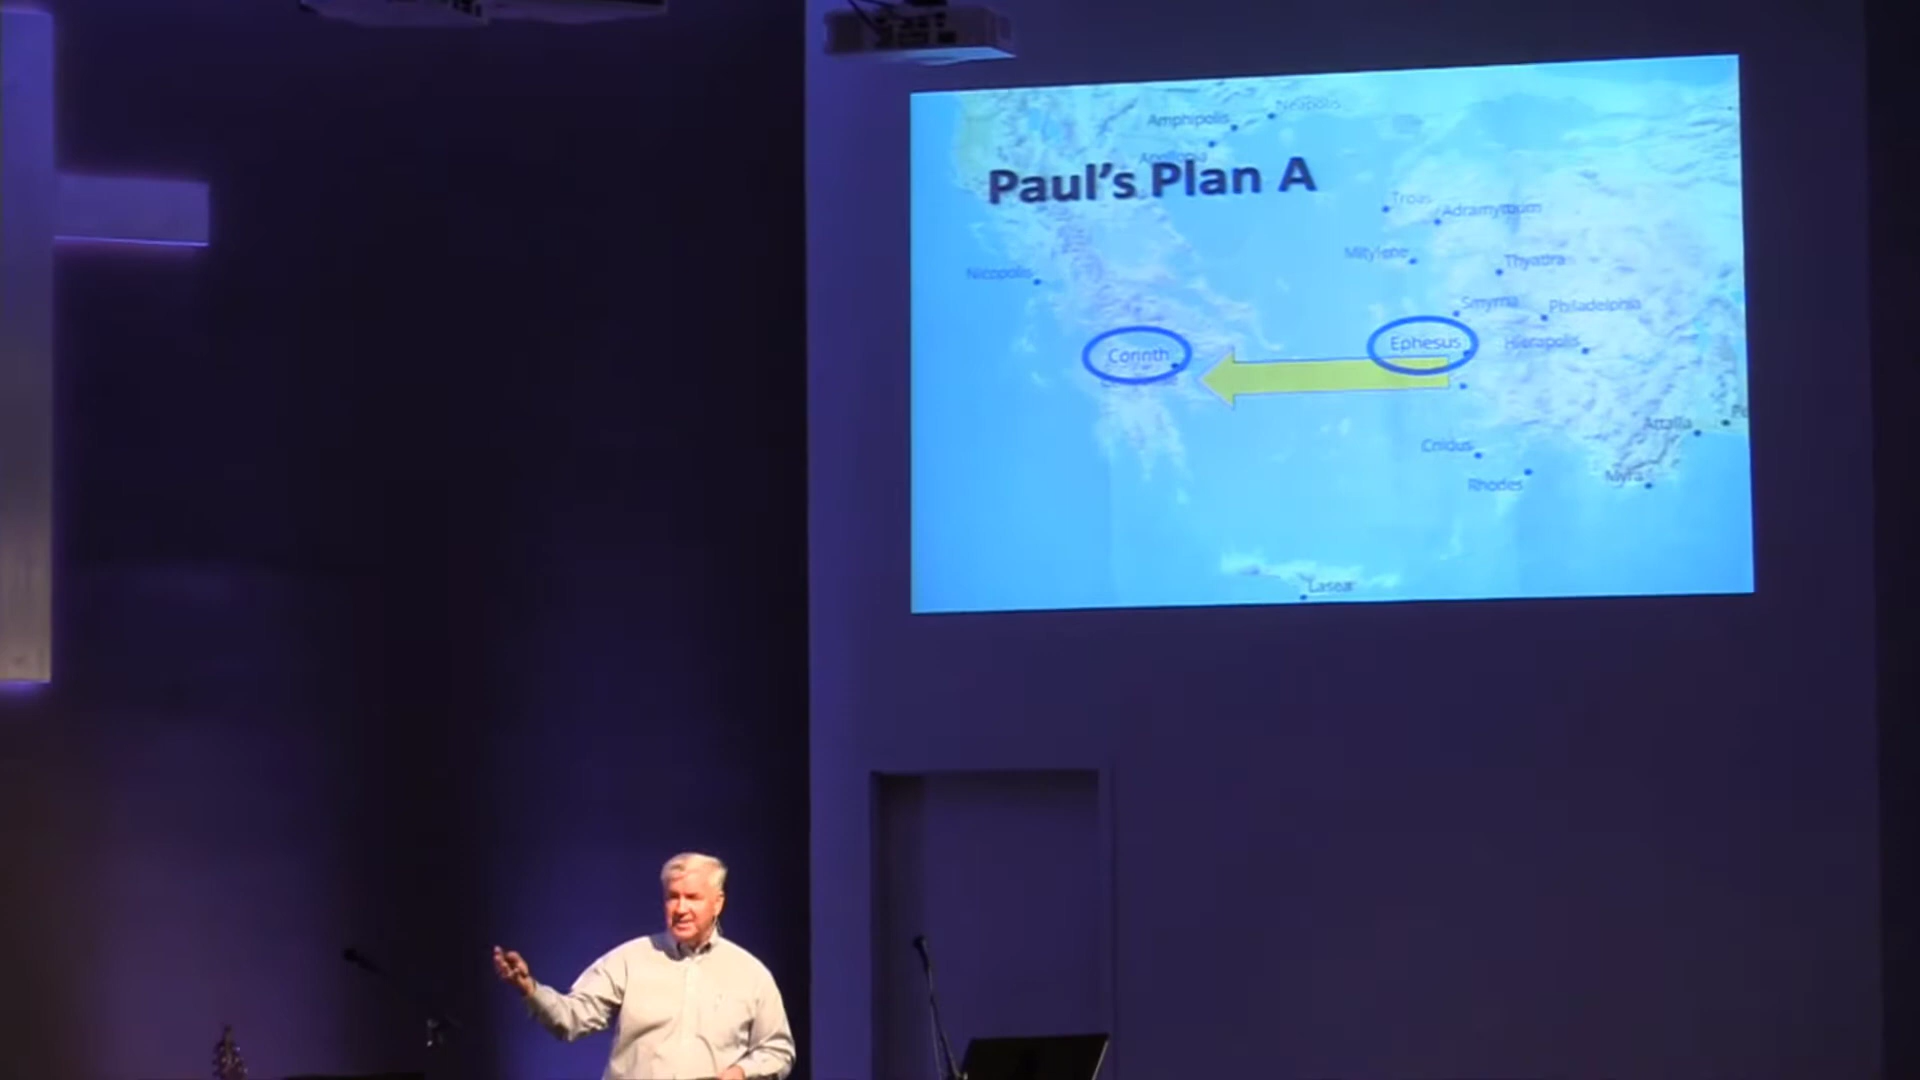 Neapolis
Amphipolis
Apollonia
Paul's Plan A
Troas
Adramyttium
Mitylene
Thyatira
Nicopolis
Smyrna
Philadelphia
Corinth
Ephesus
Hierapolis
Attalia
Cnidus
Rhodes
Myra
Lasea